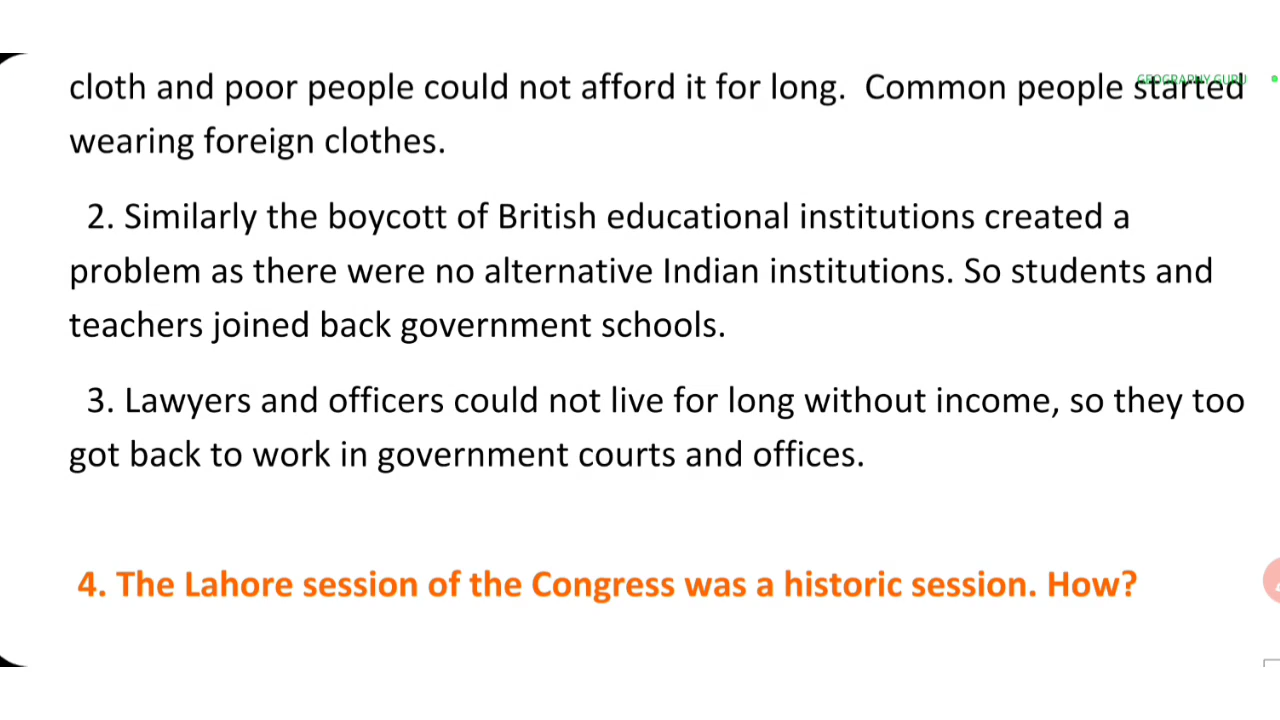 GEOGRAPHY GURU
cloth and poor people could not afford it for long.  Common people started
wearing foreign clothes.
2. Similarly the boycott of British educational institutions created a
problem as there were no alternative Indian institutions. So students and
teachers joined back government schools.
3. Lawyers and officers could not live for long without income, so they too
got back to work in government courts and offices.
4. The Lahore session of the Congress was a historic session. How?